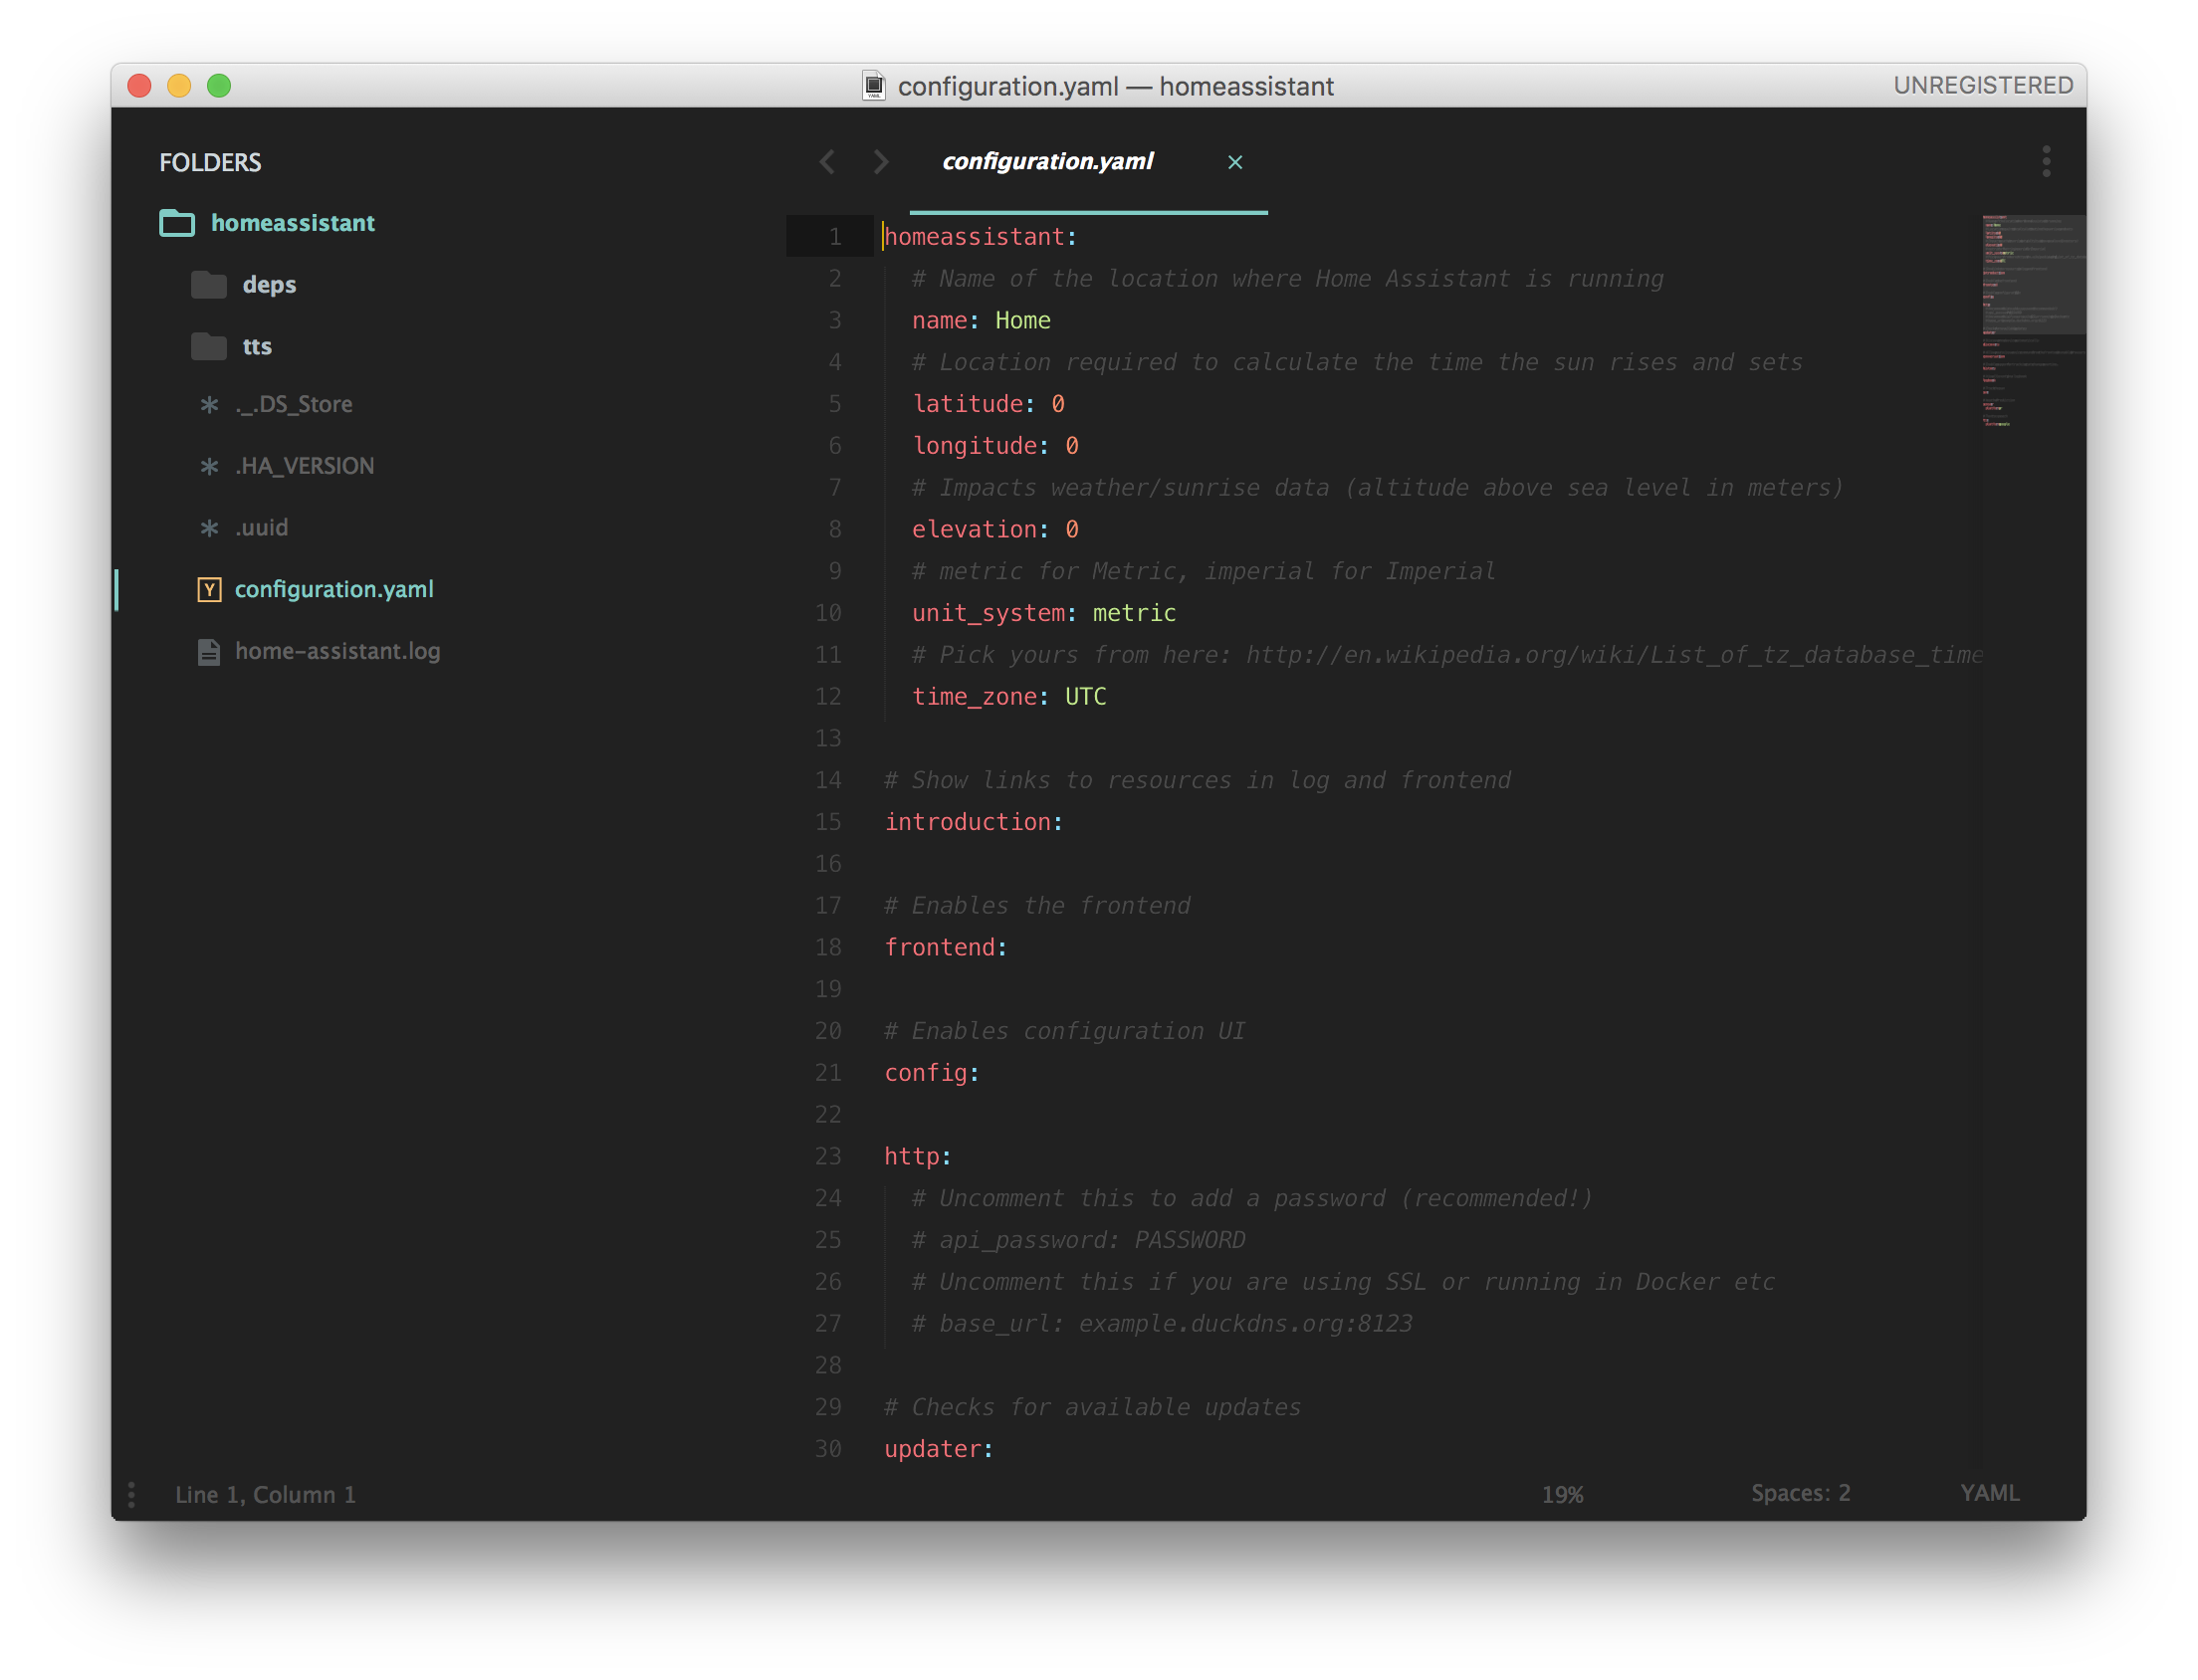 configuration.yaml — homeassistant
UNREGISTERED
FOLDERS
homeassistant
deps
tts
._.DS_Store
.HA_VERSION
.uuid
Y configuration.yaml
home-assistant.log
configuration.yaml ×
1 homeassistant:
2 # Name of the location where Home Assistant is running
3 name: Home
4 # Location required to calculate the time the sun rises and sets
5 latitude: 0
6 longitude: 0
7 # Impacts weather/sunrise data (altitude above sea level in meters)
8 elevation: 0
9 # metric for Metric, imperial for Imperial
10 unit_system: metric
11 # Pick yours from here: http://en.wikipedia.org/wiki/List_of_tz_database_time
12 time_zone: UTC
13
14 # Show links to resources in log and frontend
15 introduction:
16
17 # Enables the frontend
18 frontend:
19
20 # Enables configuration UI
21 config:
22
23 http:
24 # Uncomment this to add a password (recommended!)
25 # api_password: PASSWORD
26 # Uncomment this if you are using SSL or running in Docker etc
27 # base_url: example.duckdns.org:8123
28
29 # Checks for available updates
30 updater:
Line 1, Column 1
19%
Spaces: 2
YAML